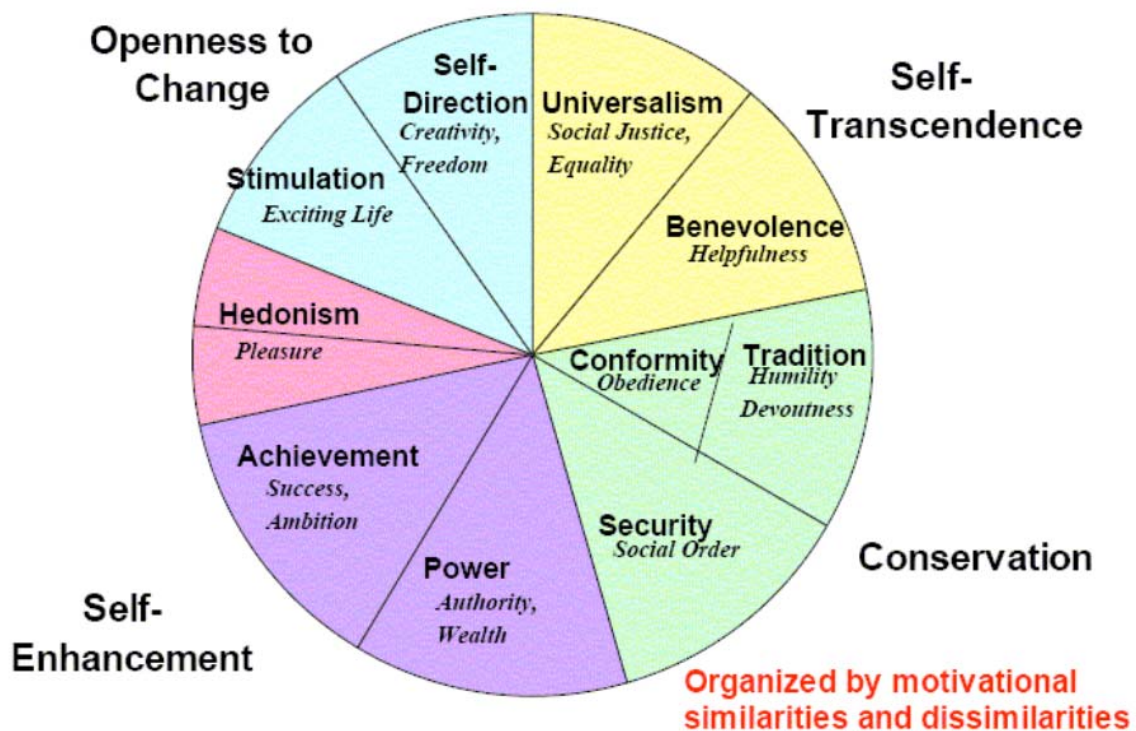 Openness to
Change
Self-
Direction
Creativity,
Freedom
Universalism
Social Justice,
Equality
Self-
Transcendence
Stimulation
Exciting Life
Benevolence
Helpfulness
Hedonism
Pleasure
Conformity
Obedience
Tradition
Humility
Devoutness
Achievement
Success,
Ambition
Security
Social Order
Conservation
Power
Authority,
Wealth
Self-
Enhancement
Organized by motivational
similarities and dissimilarities